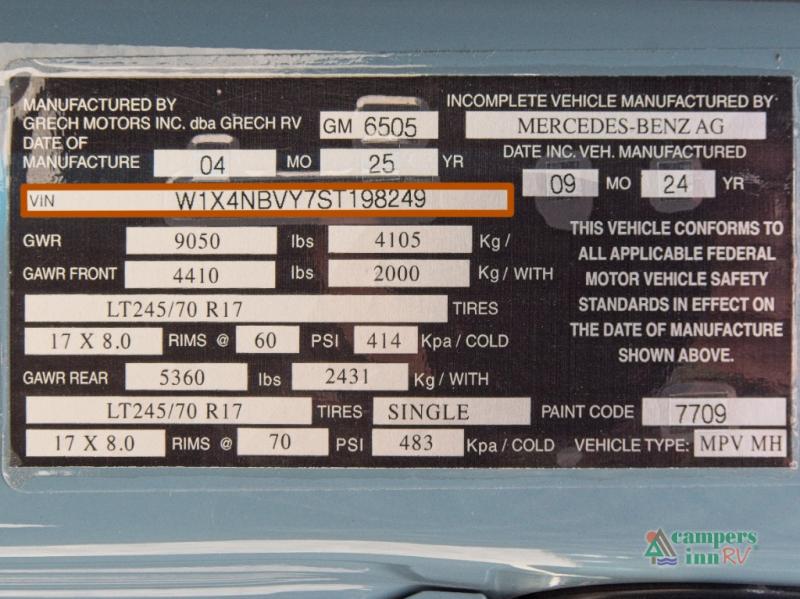 MANUFACTURED BY
GRECH MOTORS INC. dba GRECH RV GM 6505
DATE OF
MANUFACTURE 04 MO 25 YR
INCOMPLETE VEHICLE MANUFACTURED BY
MERCEDES-BENZ AG
DATE INC. VEH. MANUFACTURED
09 MO 24 YR
VIN W1X4NBVY7ST198249
GWR 9050 lbs 4105 Kg/
GAWR FRONT 4410 lbs 2000 Kg/WITH
LT245/70 R17 TIRES
17 X 8.0 RIMS @ 60 PSI 414 Kpa/COLD
GAWR REAR 5360 lbs 2431 Kg/WITH
LT245/70 R17 TIRES SINGLE
17 X 8.0 RIMS @ 70 PSI 483 Kpa/COLD
THIS VEHICLE CONFORMS TO
ALL APPLICABLE FEDERAL
MOTOR VEHICLE SAFETY
STANDARDS IN EFFECT ON
THE DATE OF MANUFACTURE
SHOWN ABOVE.
PAINT CODE 7709
VEHICLE TYPE: MPV MH
campers
inn RV